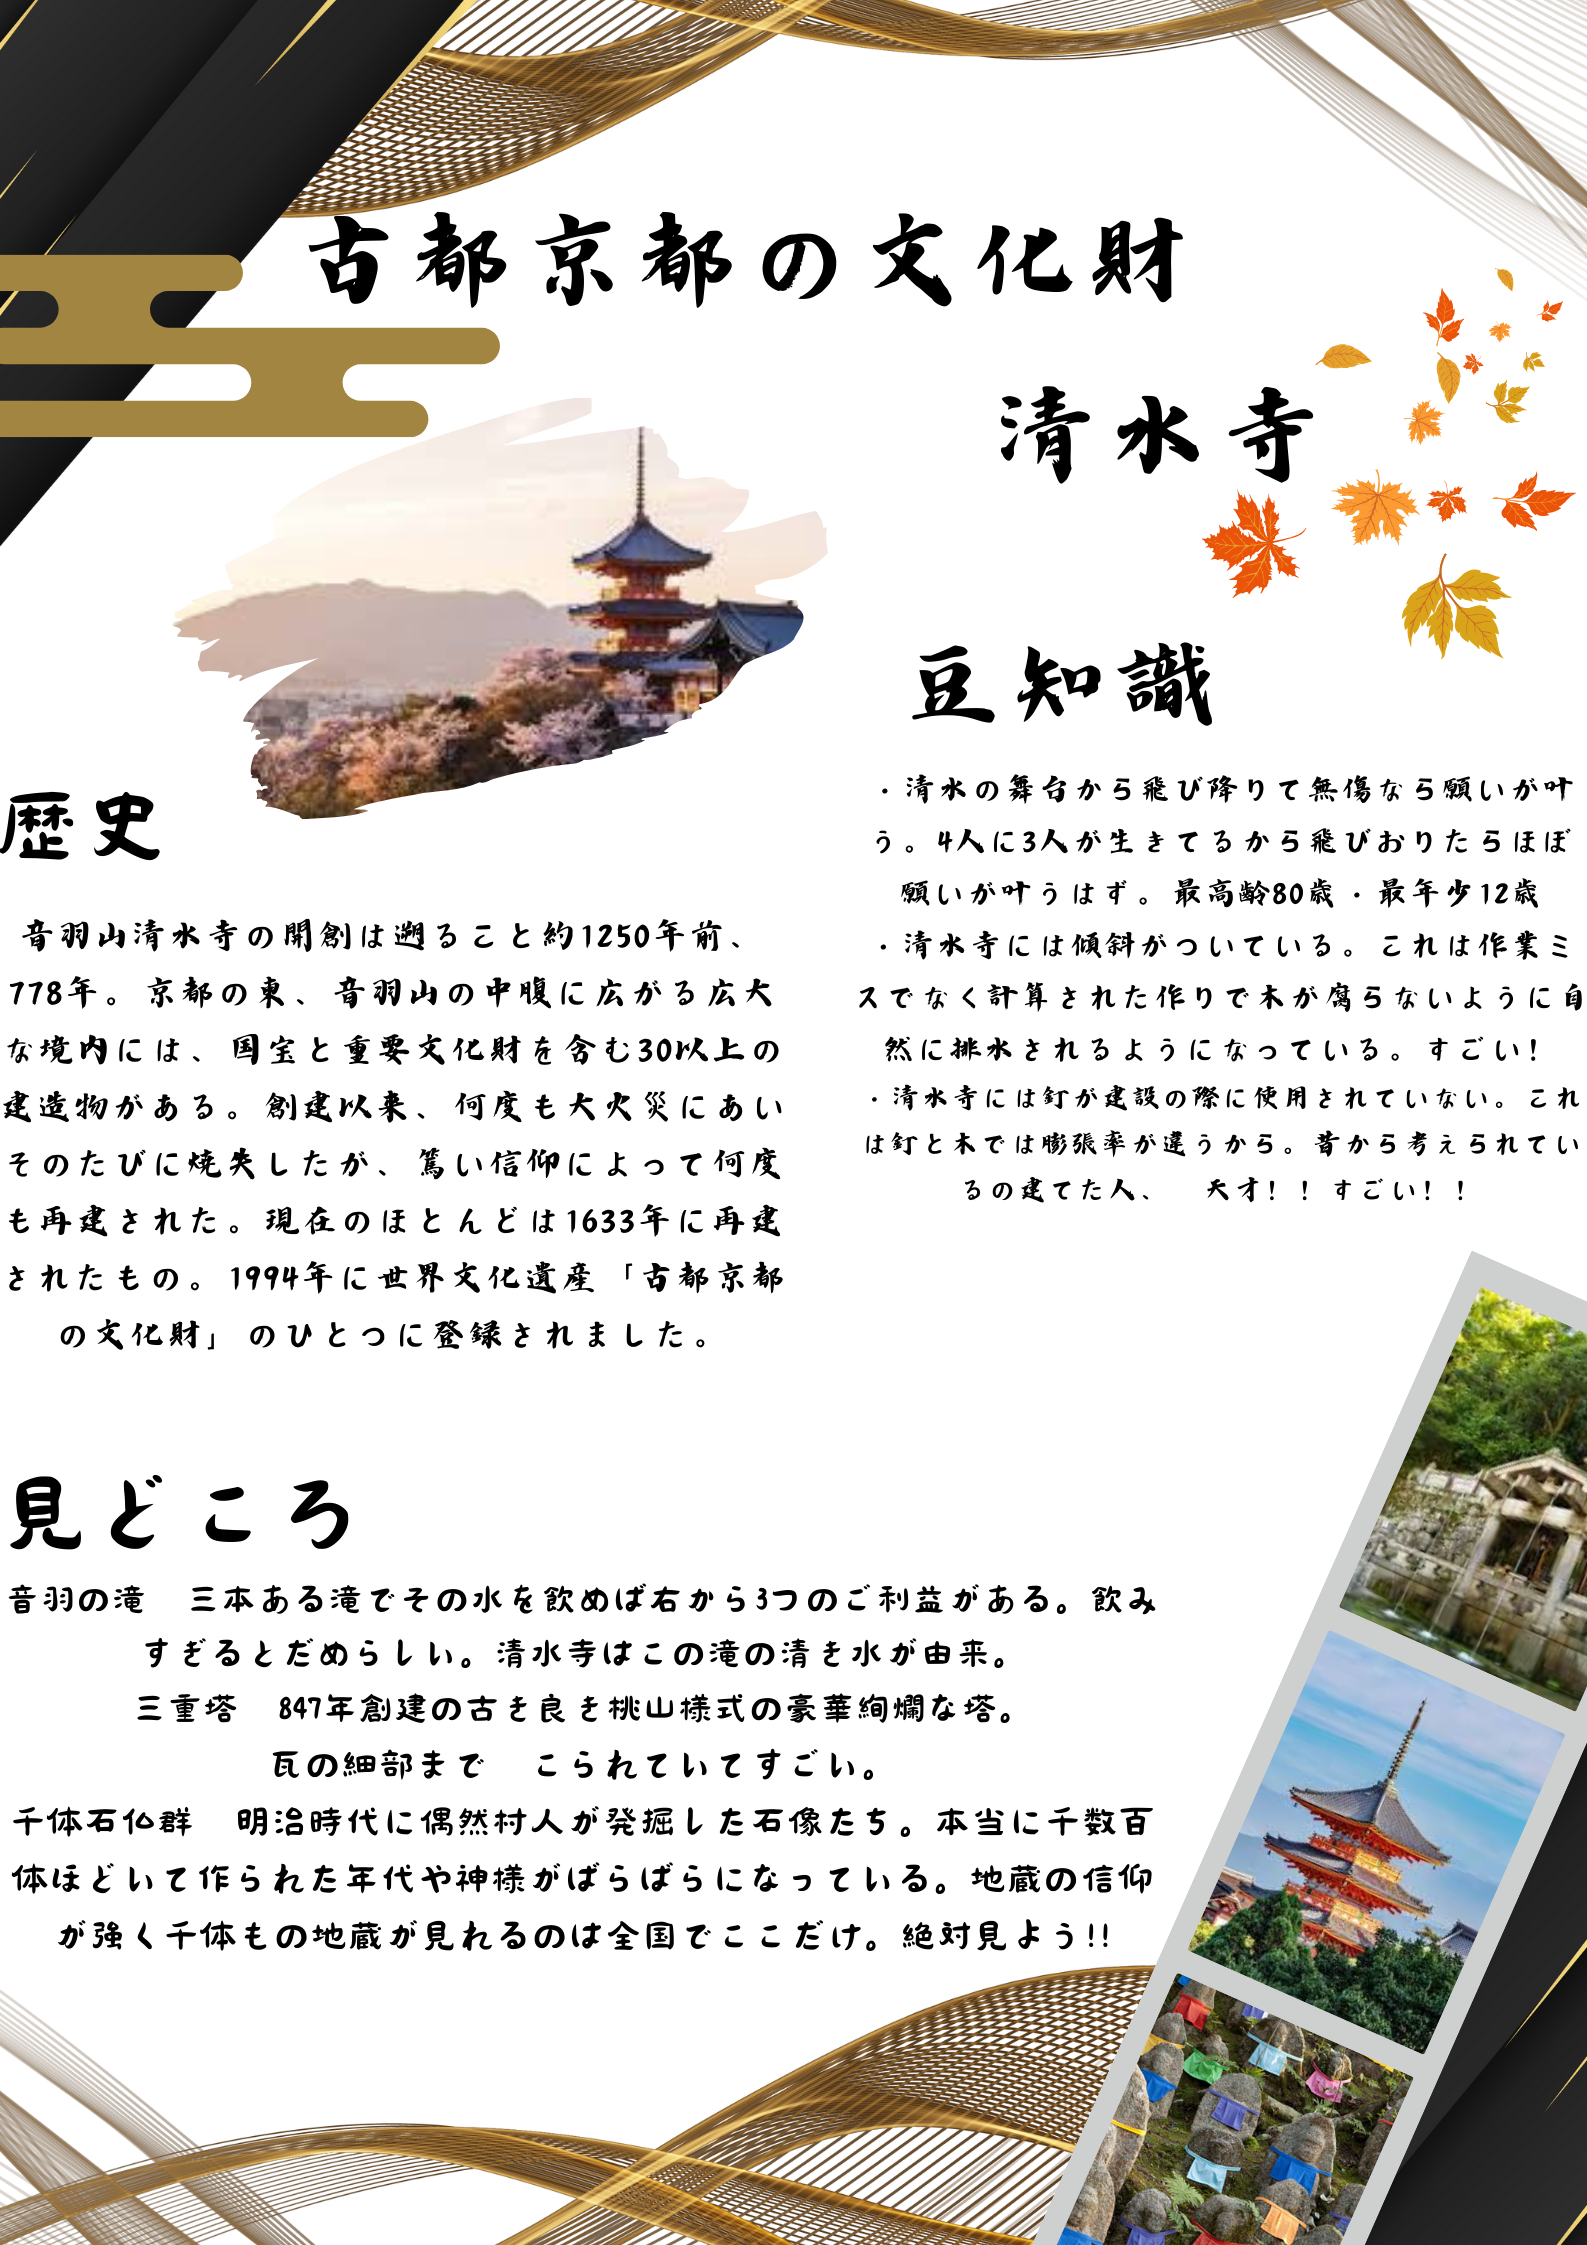 古都京都の文化財
清水寺
豆知識
・清水の舞台から飛び降りて無傷なら願いが叶
う。4人に3人が生きてるから飛びおりたらほぼ
願いが叶うはず。最高齢80歳・最年少12歳
・清水寺には傾斜がついている。これは作業ミ
スでなく計算された作りで木が腐らないように自
然に排水されるようになっている。すごい!
・清水寺には釘が建設の際に使用されていない。これ
は釘と木では膨張率が違うから。昔から考えられてい
るの建てた人、　天才!！すごい!！
歴史
音羽山清水寺の開創は遡ること約1250年前、
778年。京都の東、音羽山の中腹に広がる広大
な境内には、国宝と重要文化財を含む30以上の
建造物がある。創建以来、何度も大火災にあい
そのたびに焼失したが、篤い信仰によって何度
も再建された。現在のほとんどは1633年に再建
されたもの。1994年に世界文化遺産「古都京都
の文化財」のひとつに登録されました。
見どころ
音羽の滝　三本ある滝でその水を飲めば右から3つのご利益がある。飲み
すぎるとだめらしい。清水寺はこの滝の清き水が由来。
三重塔　847年創建の古き良き桃山様式の豪華絢爛な塔。
瓦の細部まで　こられていてすごい。
千体石仏群　明治時代に偶然村人が発掘した石像たち。本当に千数百
体ほどいて作られた年代や神様がばらばらになっている。地蔵の信仰
が強く千体もの地蔵が見れるのは全国でここだけ。絶対見よう!!